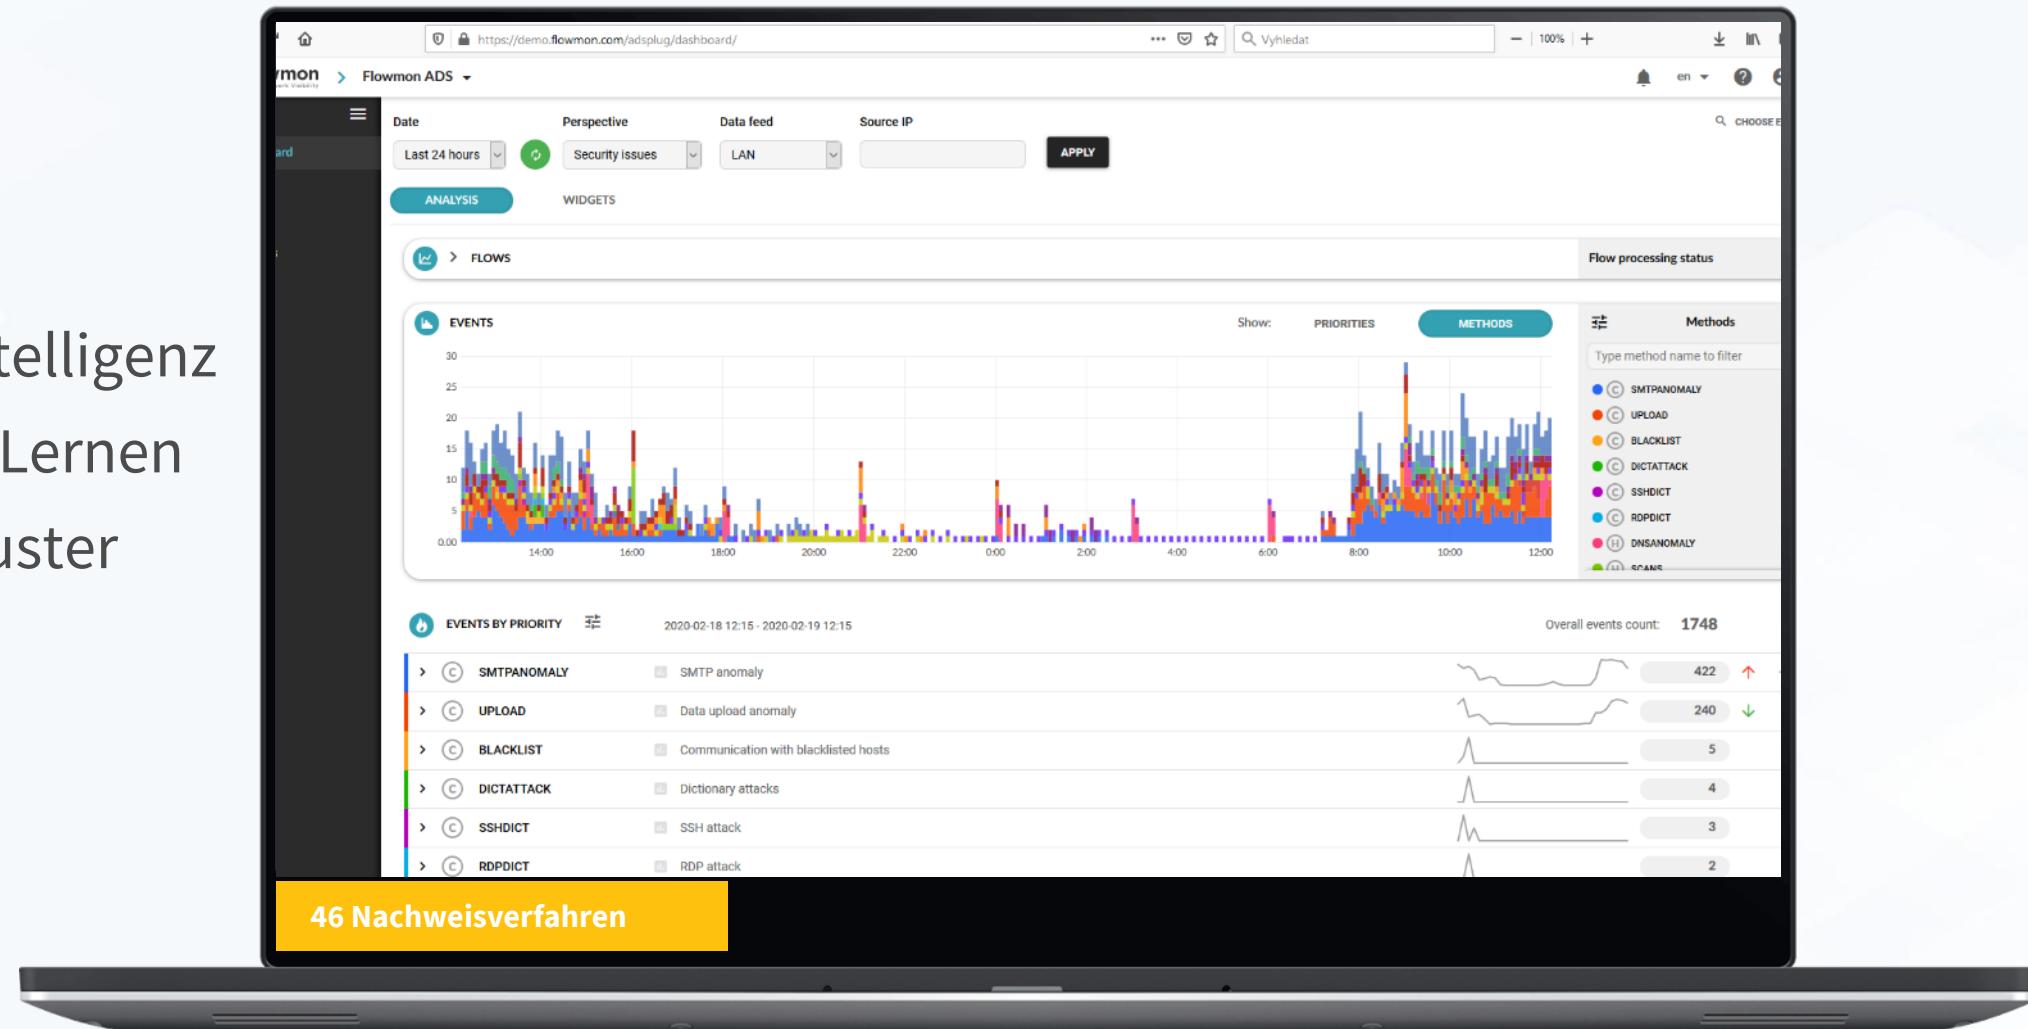 https://demo.flowmon.com/adsplug/dashboard/
100%
Vyhledat
Flowmon ADS
en
Date
Perspective
Data feed
Source IP
CHOOSE
Last 24 hours
Security issues
LAN
APPLY
ANALYSIS
WIDGETS
FLOWS
Flow processing status
EVENTS
Show:
PRIORITIES
METHODS
Methods
Type method name to filter
30
25
20
15
10
5
0.00
14:00
16:00
18:00
20:00
22:00
0:00
2:00
4:00
6:00
8:00
10:00
12:00
C SMTPANOMALY
C UPLOAD
C BLACKLIST
C DICTATTACK
C SSHDICT
C RDPDICT
H DNSANOMALY
H SCANS
telligenz
Lernen
uster
EVENTS BY PRIORITY
2020-02-18 12:15 - 2020-02-19 12:15
Overall events count: 1748
C SMTPANOMALY SMTP anomaly 422
C UPLOAD Data upload anomaly 240
C BLACKLIST Communication with blacklisted hosts 5
C DICTATTACK Dictionary attacks 4
C SSHDICT SSH attack 3
C RDPDICT RDP attack 2
46 Nachweisverfahren